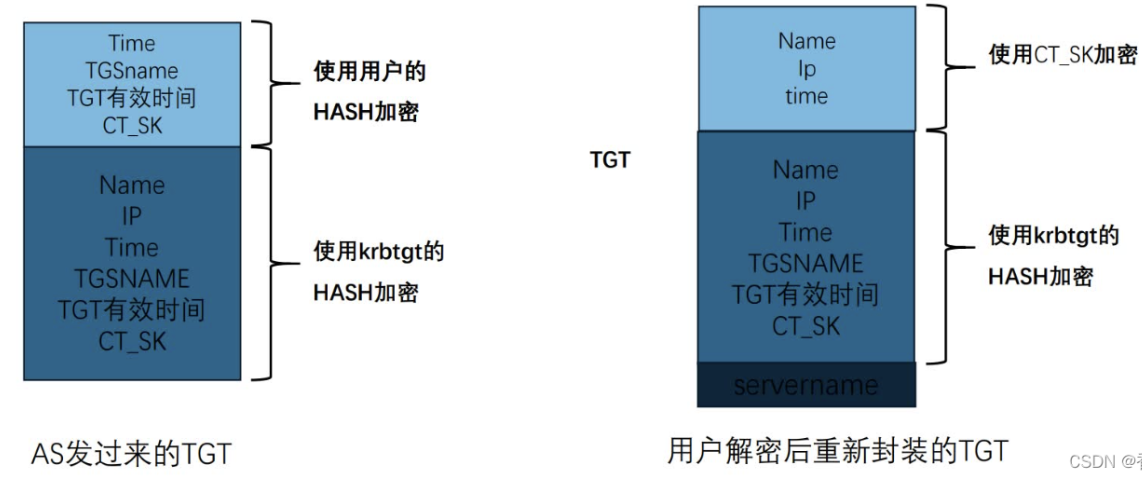 Time
TGSname
TGT有效时间
CT_SK
使用用户的
HASH加密
Name
IP
Time
TGSNAME
TGT有效时间
CT_SK
使用krbtgt的
HASH加密
AS发过来的TGT
Name
Ip
time
使用CT_SK加密
TGT
Name
IP
Time
TGSNAME
TGT有效时间
CT_SK
使用krbtgt的
HASH加密
servername
用户解密后重新封装的TGT
CSDN @